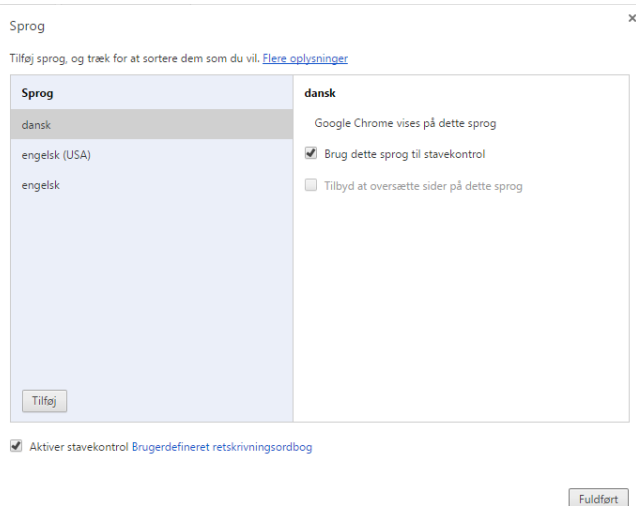 Sprog
Tilføj sprog, og træk for at sortere dem som du vil. Flere oplysninger
Sprog
dansk
engelsk (USA)
engelsk
Tilføj
dansk
Google Chrome vises på dette sprog
Brug dette sprog til stavekontrol
Tilbyd at oversætte sider på dette sprog
Aktiver stavekontrol Brugerdefineret retskrivningsordbog
Fuldført